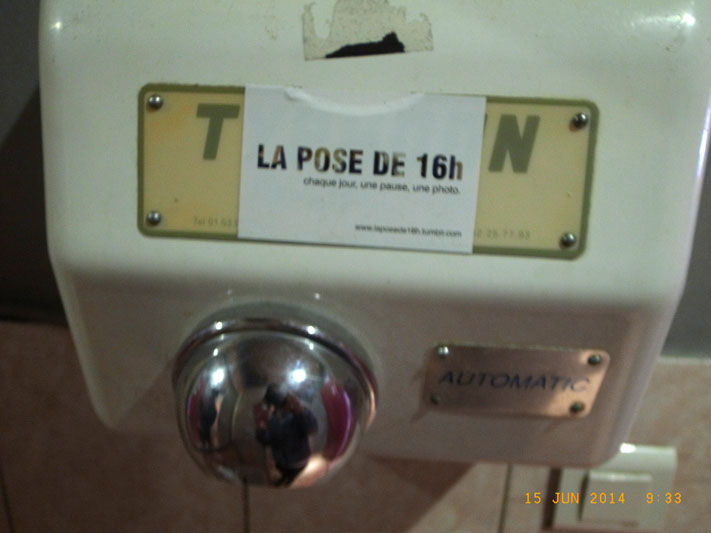 T
IN
LA POSE DE 16h
chaque jour, une pause, une photo.
www.laposede16h.tumblr.com
AUTOMATIC
15 JUN 2014 9:33